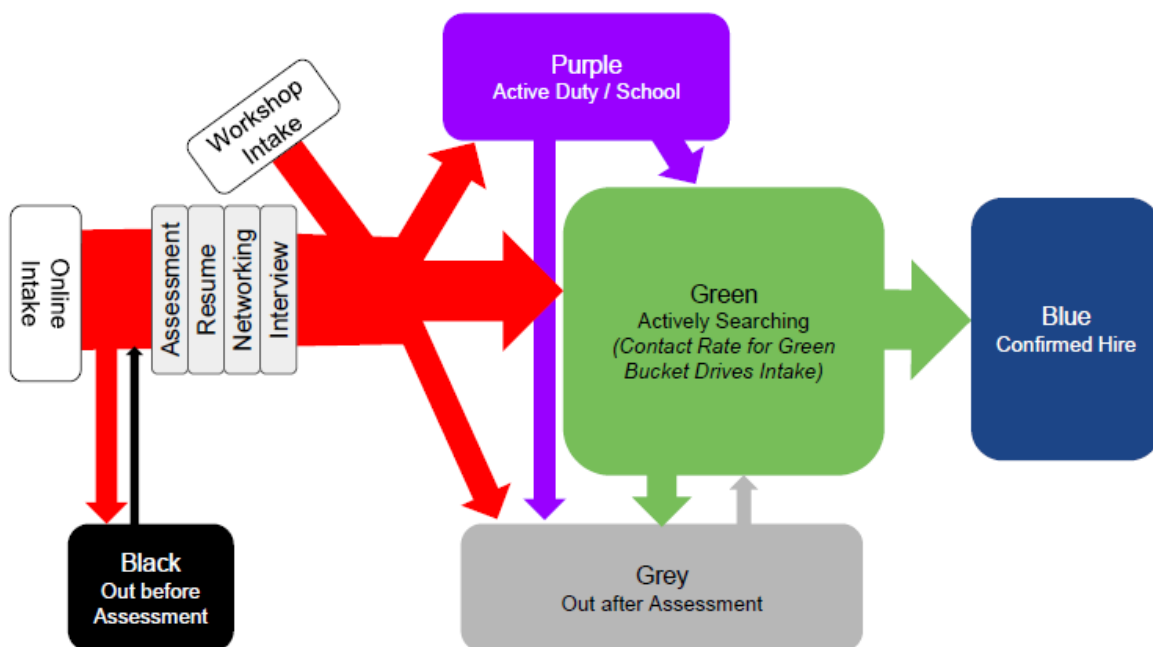 Purple
Active Duty / School
Workshop
Intake
Online
Intake
Assessment
Resume
Networking
Interview
Green
Actively Searching
(Contact Rate for Green
Bucket Drives Intake)
Blue
Confirmed Hire
Black
Out before
Assessment
Grey
Out after Assessment